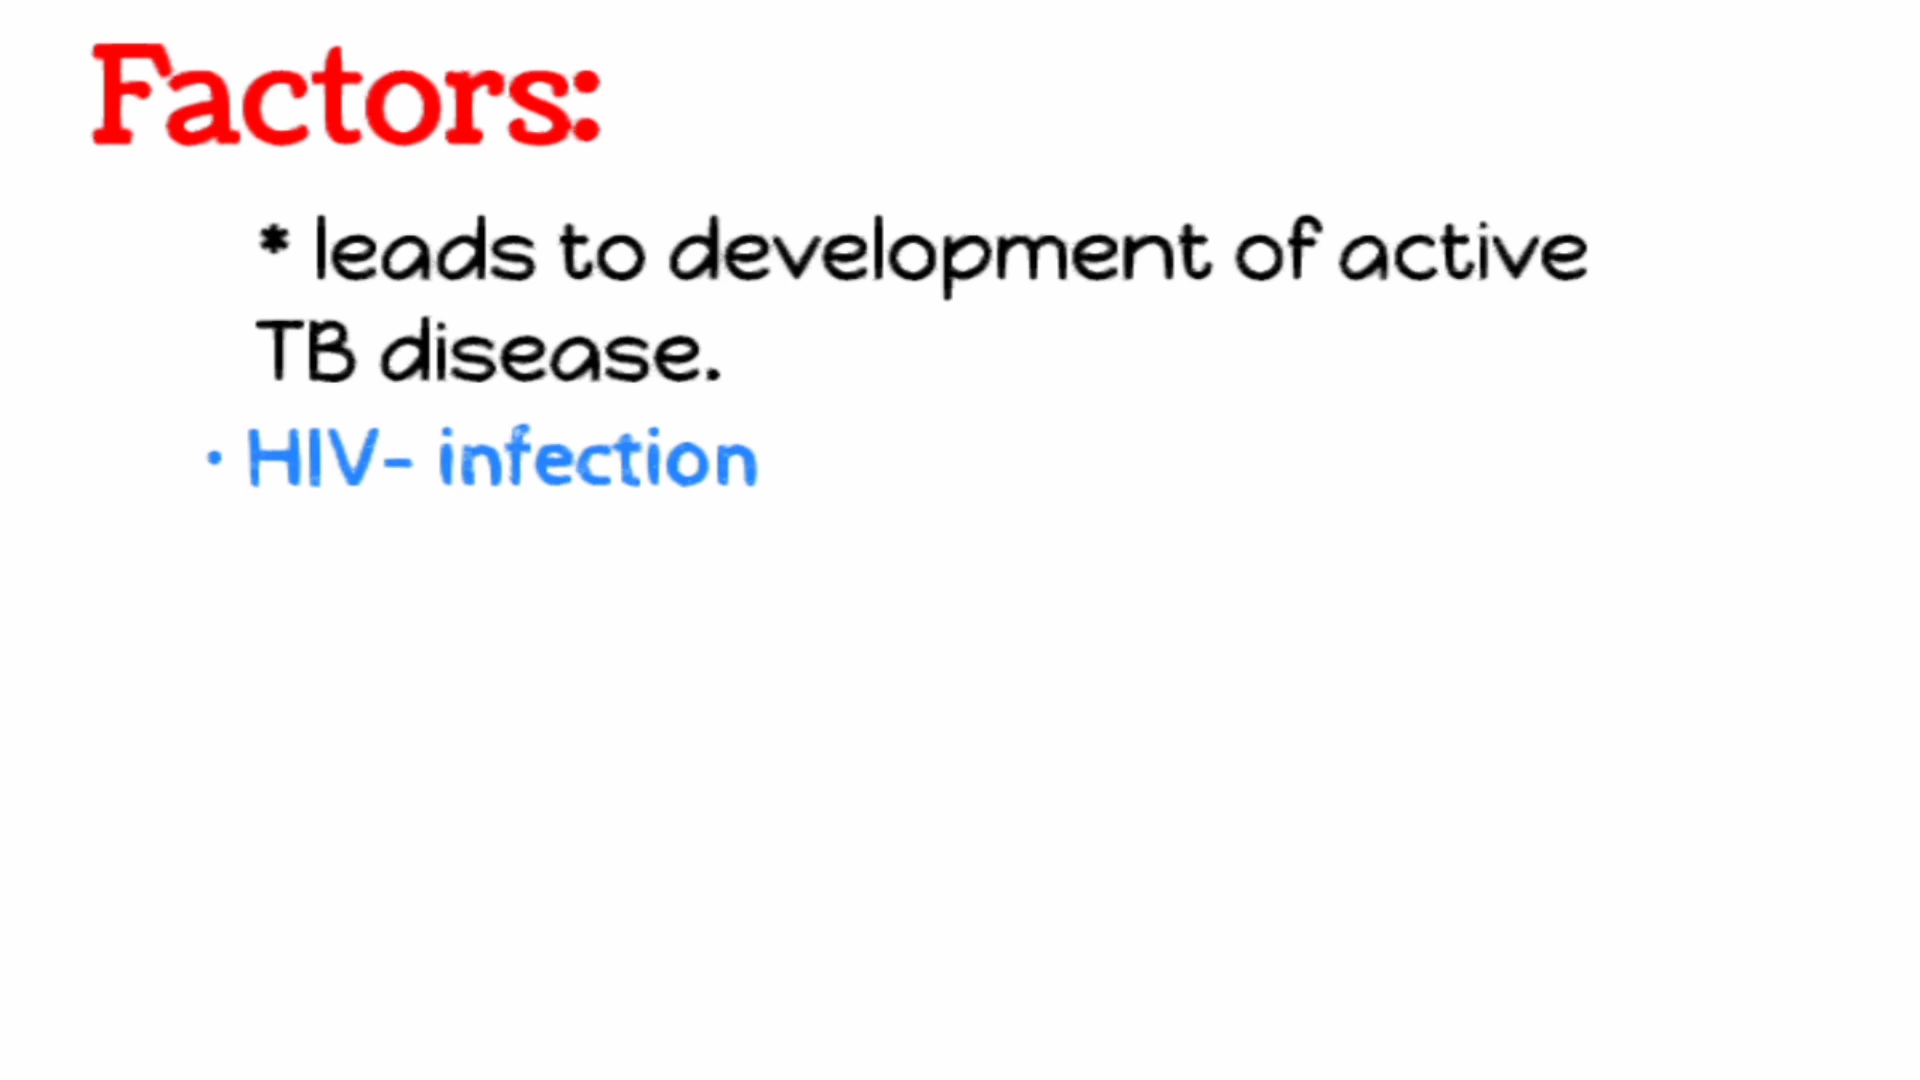 Factors:
* leads to development of active
TB disease.
· HIV- infection